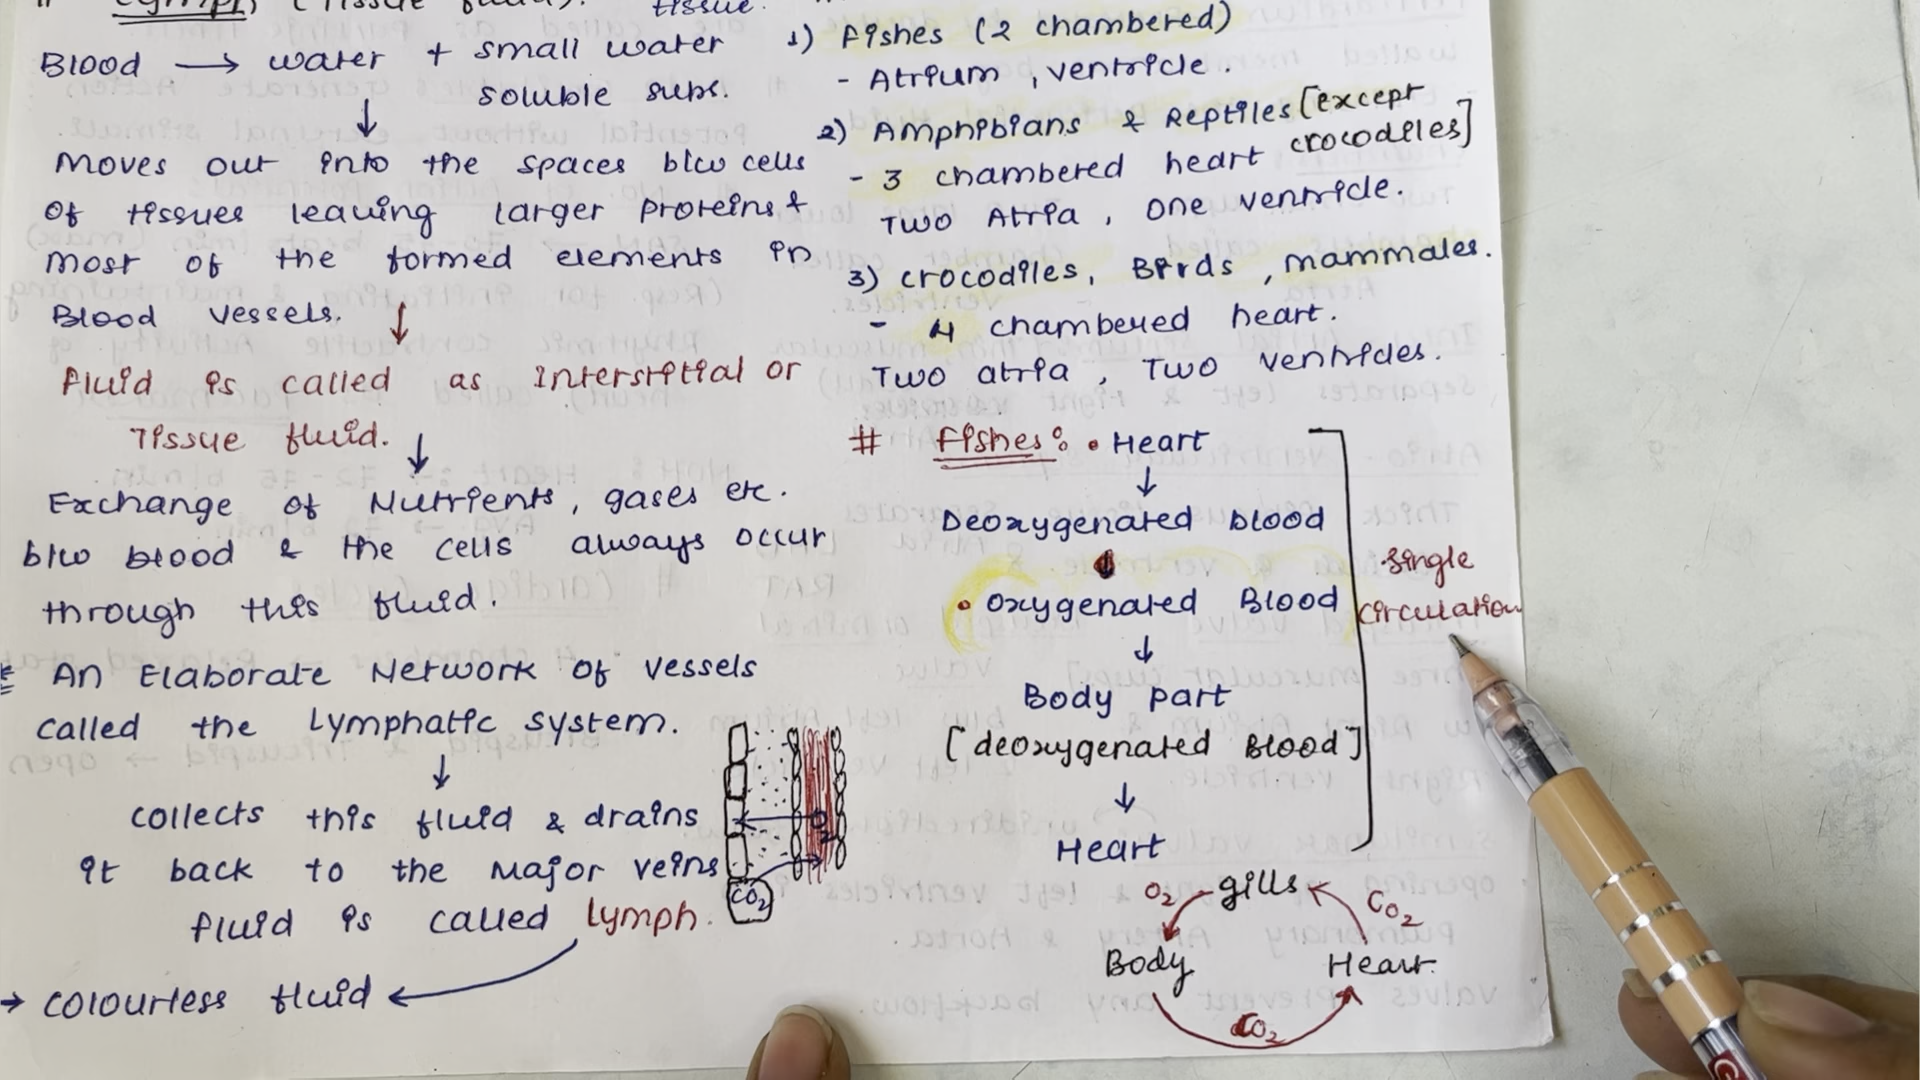 Lymph (Tissue fluid):
tissue.
Blood → water + small water
soluble subs.
↓
Moves out into the spaces b/w cells
of tissues leaving larger proteins &
most of the formed elements in
Blood vessels. ↓
fluid is called as Interstitial or
Tissue fluid. ↓
Exchange of Nutrients, gases etc.
b/w blood & the cells always occur
through this fluid.
An Elaborate Network of vessels
called the Lymphatic system.
↓
collects this fluid & drains
it back to the Major veins
fluid is called lymph.
→ colourless fluid ←
O2
CO2
1) Fishes (2 chambered)
- Atrium, ventricle.
2) Amphibians & Reptiles [except
crocodiles]
- 3 chambered heart
Two Atria, one ventricle.
3) crocodiles, Birds, mammales.
- 4 chambered heart.
Two atria, Two ventricles.
# Fishes: • Heart
↓
Deoxygenated blood
↓
• Oxygenated Blood
↓
Body part
[deoxygenated Blood]
↓
Heart
single
circulation
O2 gills CO2
Body Heart
CO2